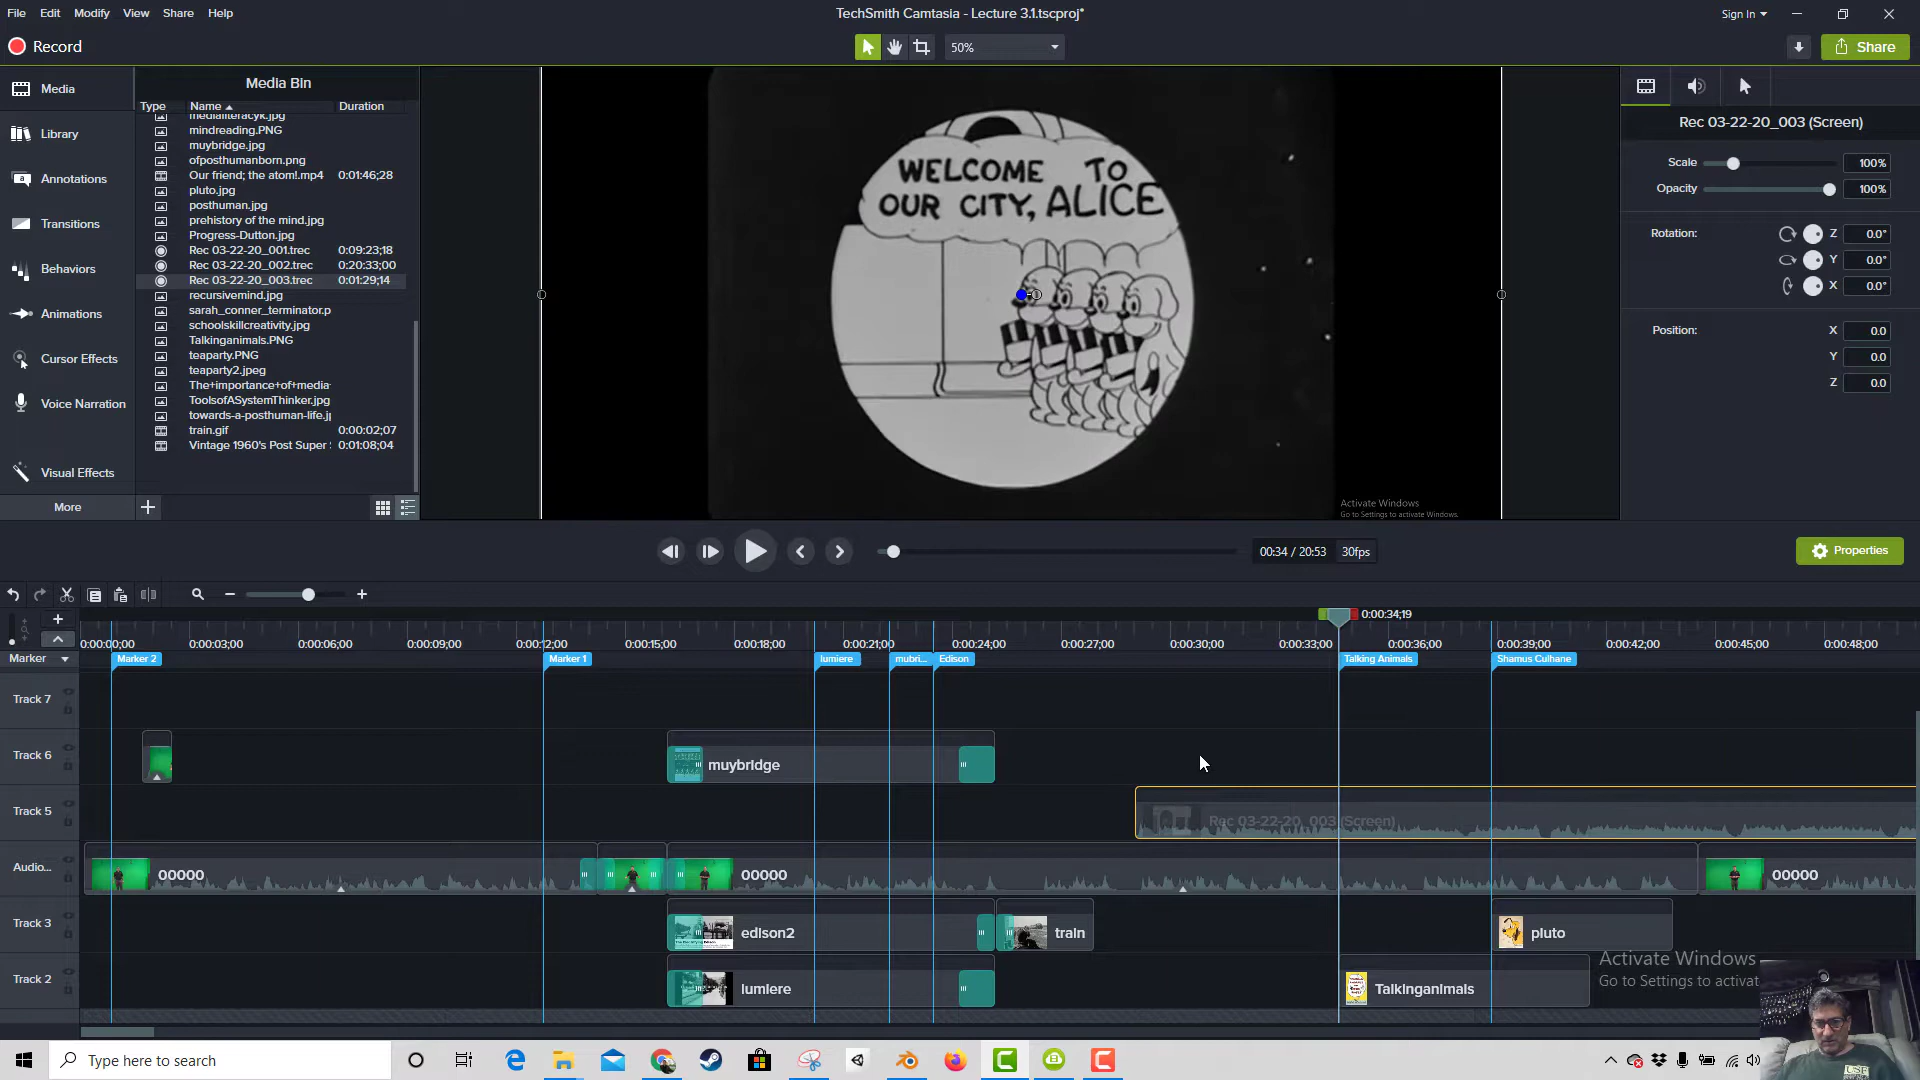 File Edit Modify View Share Help
TechSmith Camtasia - Lecture 3.1.tscproj*
Sign In
Record
50%
Share
Media
Library
Annotations
Transitions
Behaviors
Animations
Cursor Effects
Voice Narration
Visual Effects
More
Media Bin
Type Name Duration
medialiteracyk.jpg
mindreading.PNG
muybridge.jpg
ofposthumanborn.png
Our friend; the atom!.mp4 0:01:46;28
pluto.jpg
posthuman.jpg
prehistory of the mind.jpg
Progress-Dutton.jpg
Rec 03-22-20_001.trec 0:09:23;18
Rec 03-22-20_002.trec 0:20:33;00
Rec 03-22-20_003.trec 0:01:29;14
recursivemind.jpg
sarah_conner_terminator.p
schoolskillcreativity.jpg
Talkinganimals.PNG
teaparty.PNG
teaparty2.jpeg
The+importance+of+media-
ToolsofASystemThinker.jpg
towards-a-posthuman-life.j
train.gif 0:00:02;07
Vintage 1960's Post Super 0:01:08;04
WELCOME TO
OUR CITY, ALICE
Activate Windows
Go to Settings to activate Windows.
Rec 03-22-20_003 (Screen)
Scale 100%
Opacity 100%
Rotation: Z 0.0°
Y 0.0°
X 0.0°
Position: X 0.0
Y 0.0
Z 0.0
00:34 / 20:53 30fps
Properties
0:00:34;19
0:00:00;00 0:00:03;00 0:00:06;00 0:00:09;00 0:00:12;00 0:00:15;00 0:00:18;00 0:00:21;00 0:00:24;00 0:00:27;00 0:00:30;00 0:00:33;00 0:00:36;00 0:00:39;00 0:00:42;00 0:00:45;00 0:00:48;00
Marker Marker 2 Marker 1 lumiere mubri... Edison Talking Animals Shamus Culhane
Track 7
Track 6 muybridge
Track 5 Rec 03-22-20_003 (Screen)
Audio... 00000 00000 00000
Track 3 edison2 train pluto
Track 2 lumiere Talkinganimals
Activate Windows
Go to Settings to activat
Type here to search